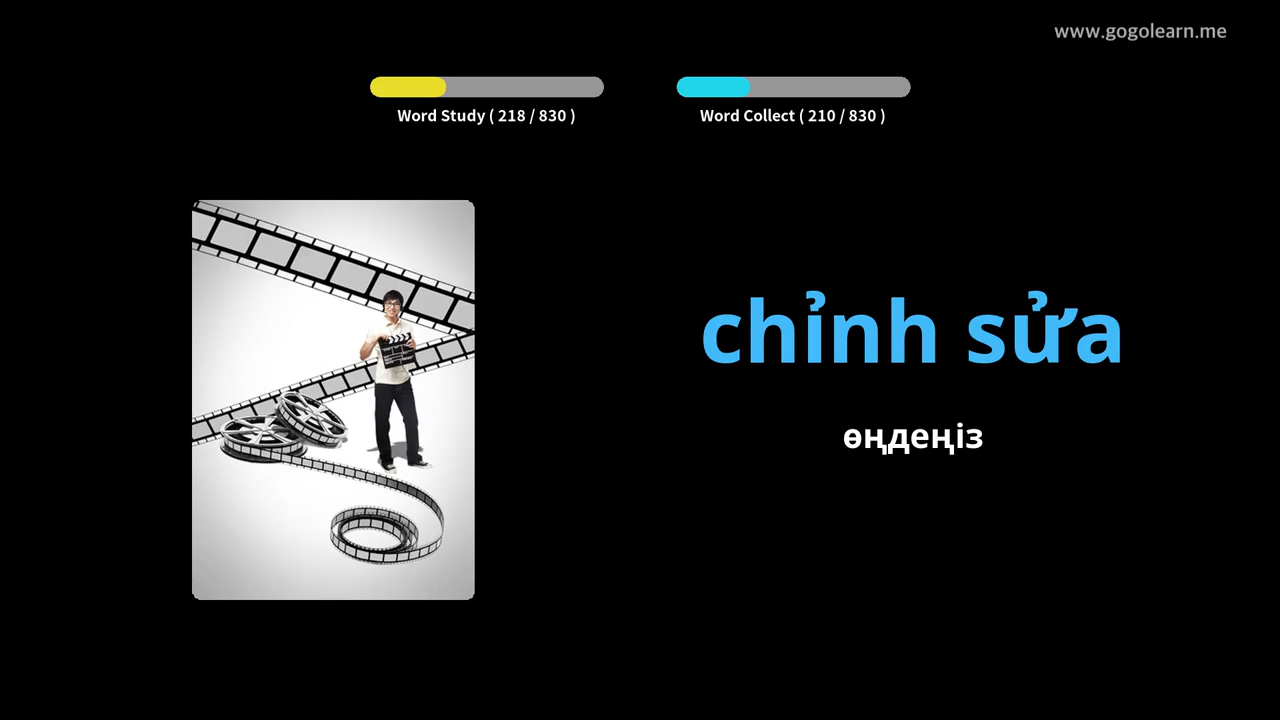 www.gogolearn.me
Word Study ( 218 / 830 )
Word Collect ( 210 / 830 )
chỉnh sửa
өңдеңіз